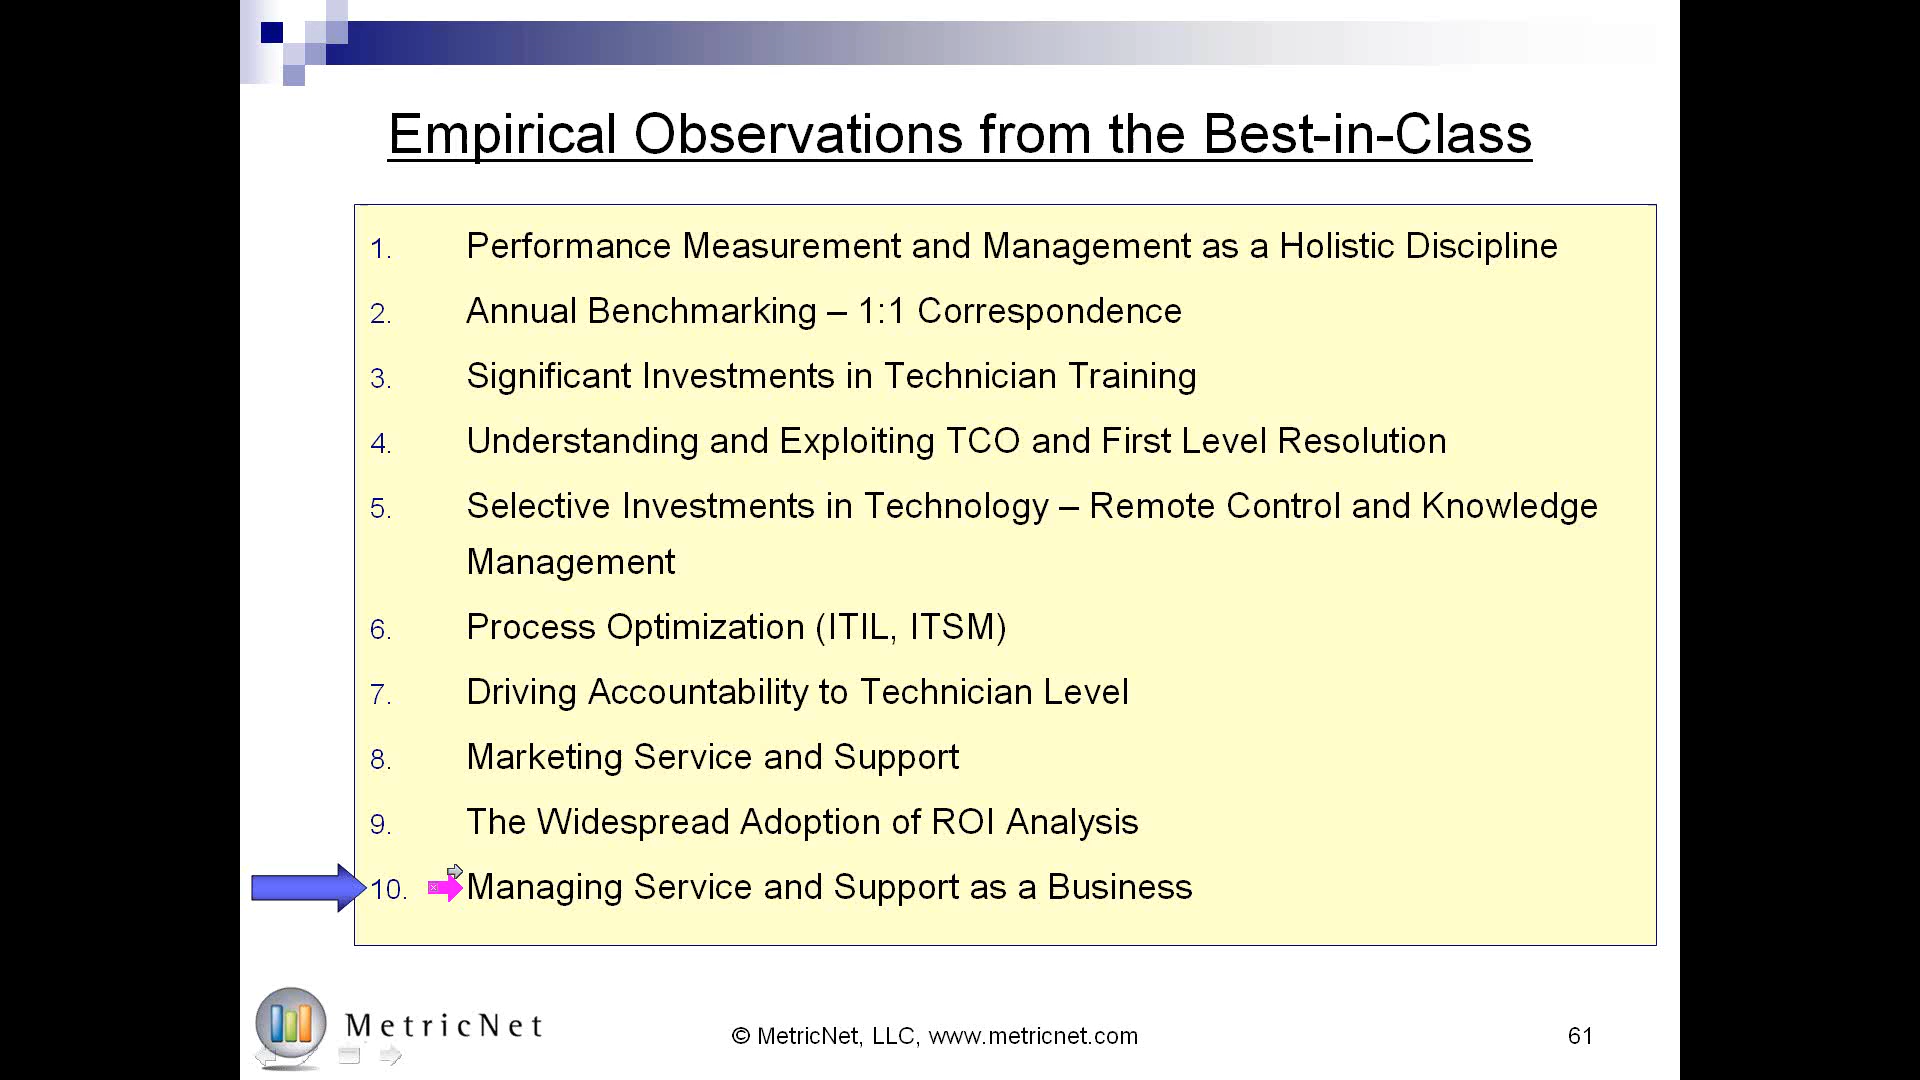 Empirical Observations from the Best-in-Class
1. Performance Measurement and Management as a Holistic Discipline
2. Annual Benchmarking – 1:1 Correspondence
3. Significant Investments in Technician Training
4. Understanding and Exploiting TCO and First Level Resolution
5. Selective Investments in Technology – Remote Control and Knowledge
Management
6. Process Optimization (ITIL, ITSM)
7. Driving Accountability to Technician Level
8. Marketing Service and Support
9. The Widespread Adoption of ROI Analysis
10. Managing Service and Support as a Business
MetricNet
© MetricNet, LLC, www.metricnet.com
61